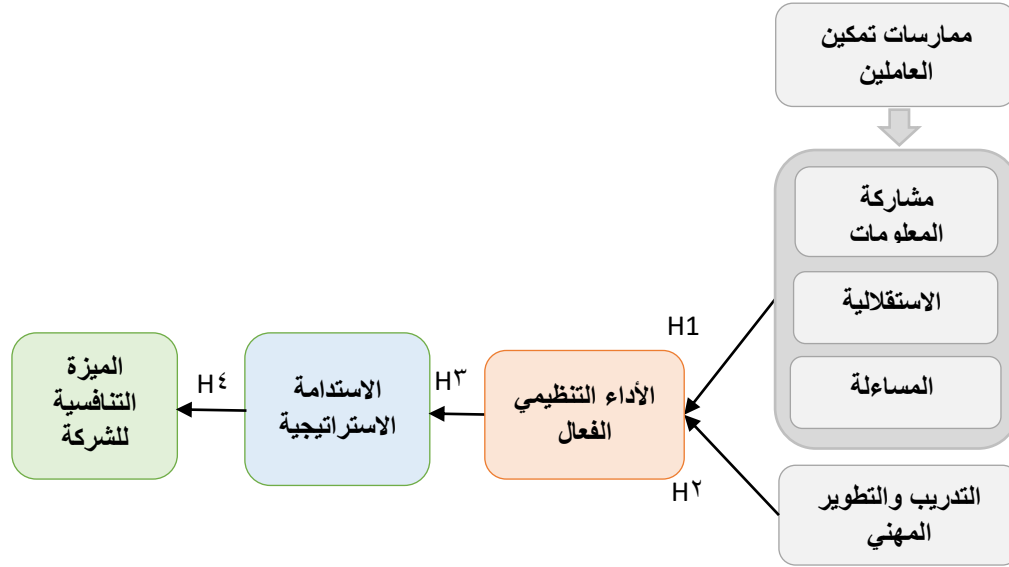 ممارسات تمكين
العاملين
مشاركة
المعلومات
الاستقلالية
المساءلة
التدريب والتطوير
المهني
H1
H٢
الأداء التنظيمي
الفعال
H٣
الاستدامة
الاستراتيجية
H٤
الميزة
التنافسية
للشركة